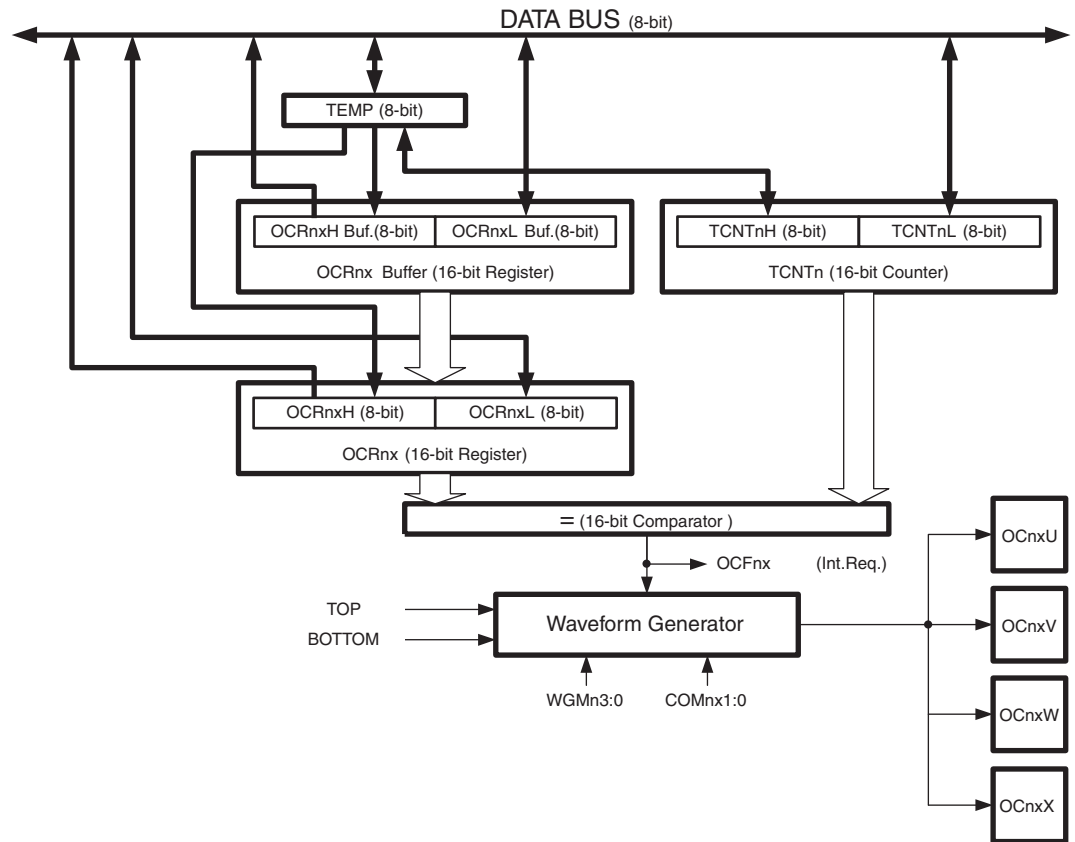 DATA BUS (8-bit)
TEMP (8-bit)
OCRnxH Buf.(8-bit)
OCRnxL Buf.(8-bit)
TCNTnH (8-bit)
TCNTnL (8-bit)
OCRnx Buffer (16-bit Register)
TCNTn (16-bit Counter)
OCRnxH (8-bit)
OCRnxL (8-bit)
OCRnx (16-bit Register)
= (16-bit Comparator )
OCnxU
OCFnx (Int.Req.)
TOP
BOTTOM
Waveform Generator
OCnxV
WGMn3:0
COMnx1:0
OCnxW
OCnxX